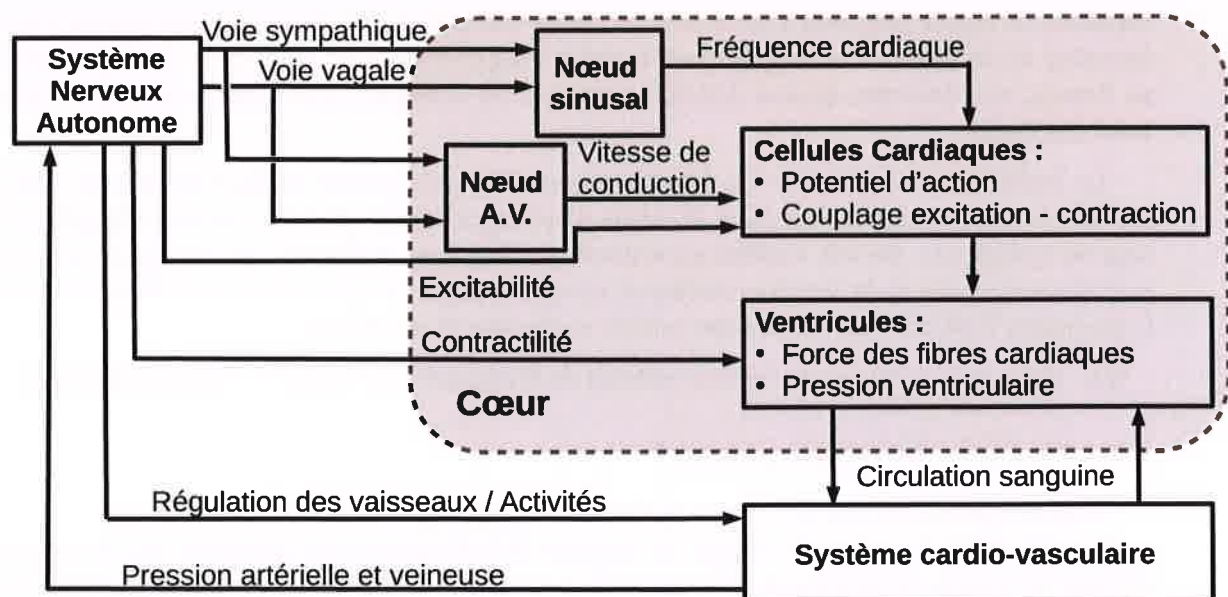 Voie sympathique
Système
Nerveux
Autonome
Voie vagale
Nœud
sinusal
Fréquence cardiaque
Nœud
A.V.
Vitesse de
conduction
Cellules Cardiaques :
• Potentiel d'action
• Couplage excitation - contraction
Excitabilité
Contractilité
Ventricules :
• Force des fibres cardiaques
• Pression ventriculaire
Cœur
Circulation sanguine
Régulation des vaisseaux / Activités
Système cardio-vasculaire
Pression artérielle et veineuse